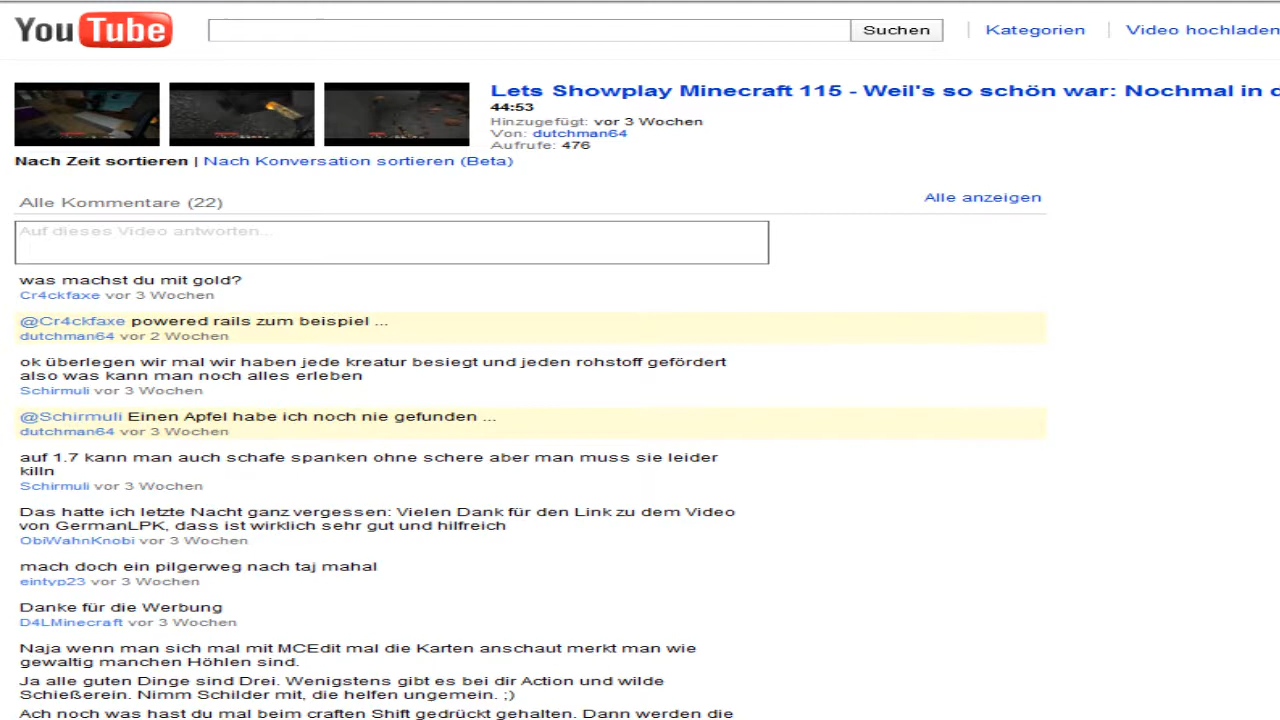 YouTube
Suchen
Kategorien
Video hochladen
Lets Showplay Minecraft 115 - Weil's so schön war: Nochmal in d
44:53
Hinzugefügt: vor 3 Wochen
Von: dutchman64
Aufrufe: 476
Nach Zeit sortieren | Nach Konversation sortieren (Beta)
Alle Kommentare (22)
Alle anzeigen
Auf dieses Video antworten...
was machst du mit gold?
Cr4ckfaxe vor 3 Wochen
@Cr4ckfaxe powered rails zum beispiel ...
dutchman64 vor 2 Wochen
ok überlegen wir mal wir haben jede kreatur besiegt und jeden rohstoff gefördert
also was kann man noch alles erleben
Schirmuli vor 3 Wochen
@Schirmuli Einen Apfel habe ich noch nie gefunden ...
dutchman64 vor 3 Wochen
auf 1.7 kann man auch schafe spanken ohne schere aber man muss sie leider
killn
Schirmuli vor 3 Wochen
Das hatte ich letzte Nacht ganz vergessen: Vielen Dank für den Link zu dem Video
von GermanLPK, dass ist wirklich sehr gut und hilfreich
ObiWahnKnobi vor 3 Wochen
mach doch ein pilgerweg nach taj mahal
eintyp23 vor 3 Wochen
Danke für die Werbung
D4LMinecraft vor 3 Wochen
Naja wenn man sich mal mit MCEdit mal die Karten anschaut merkt man wie
gewaltig manchen Höhlen sind.
Ja alle guten Dinge sind Drei. Wenigstens gibt es bei dir Action und wilde
Schießerein. Nimm Schilder mit, die helfen ungemein. ;)
Ach noch was hast du mal beim craften Shift gedrückt gehalten. Dann werden die